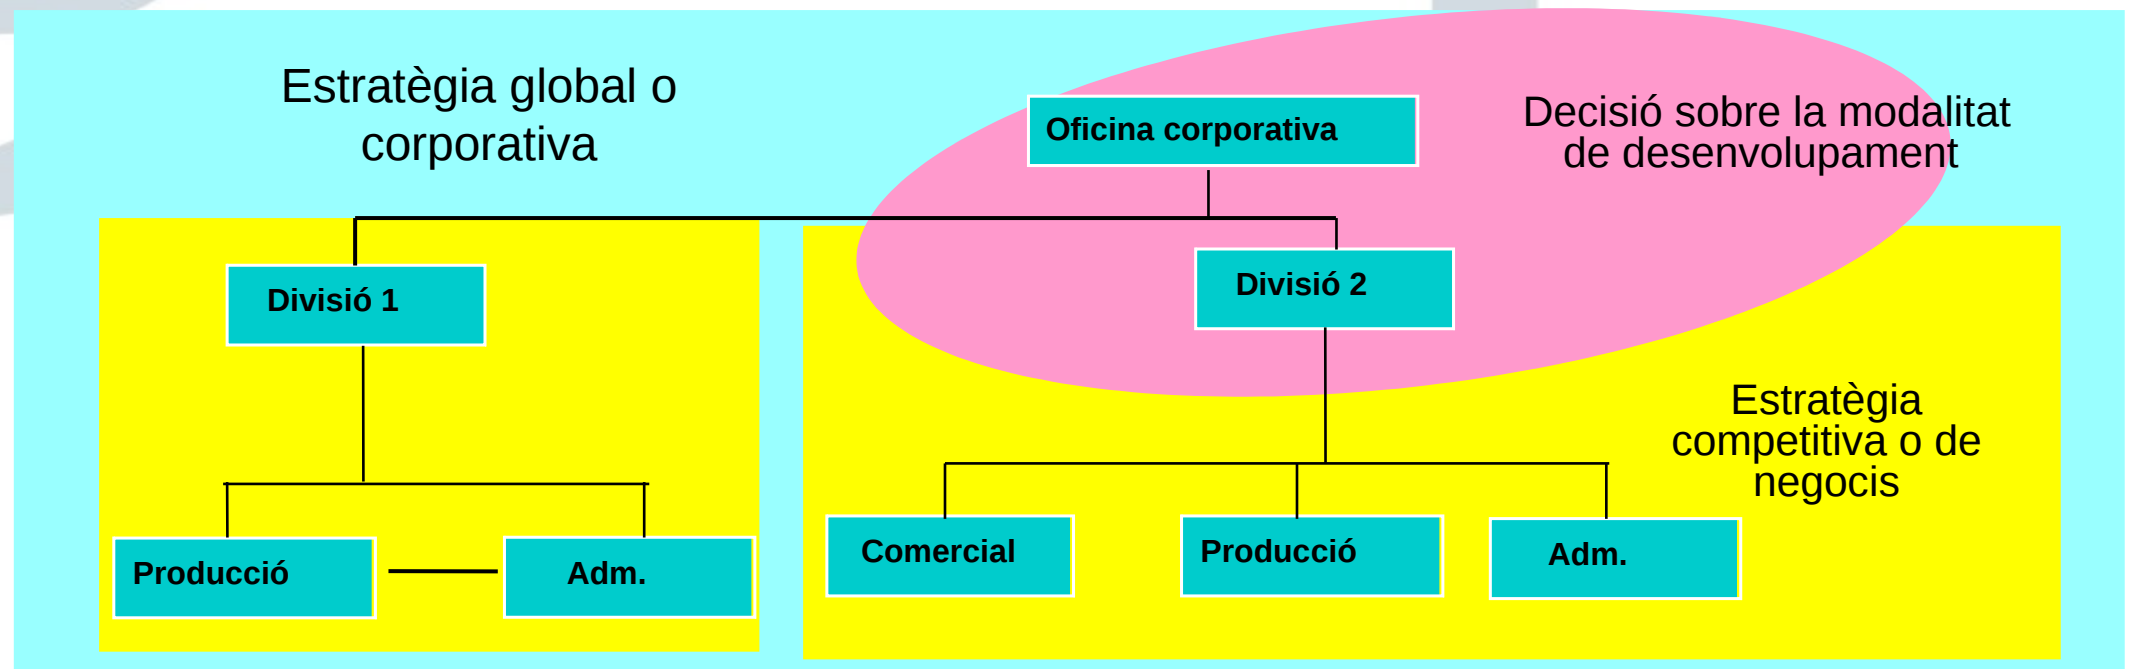 Estratègia global o
corporativa
Oficina corporativa
Decisió sobre la modalitat
de desenvolupament
Divisió 1
Divisió 2
Estratègia
competitiva o de
negocis
Producció
Adm.
Comercial
Producció
Adm.